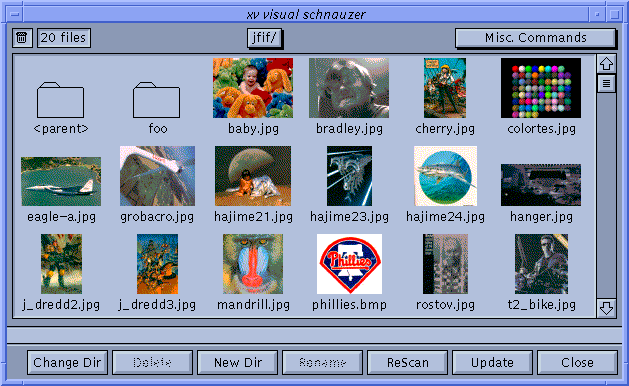 xv visual schnauzer
20 files
jfif/
Misc. Commands
<parent>
foo
baby.jpg
bradley.jpg
cherry.jpg
colortes.jpg
eagle-a.jpg
grobacro.jpg
hajime21.jpg
hajime23.jpg
hajime24.jpg
hanger.jpg
Phillies
j_dredd2.jpg
j_dredd3.jpg
mandrill.jpg
phillies.bmp
rostov.jpg
t2_bike.jpg
Change Dir
Delete
New Dir
Rename
ReScan
Update
Close